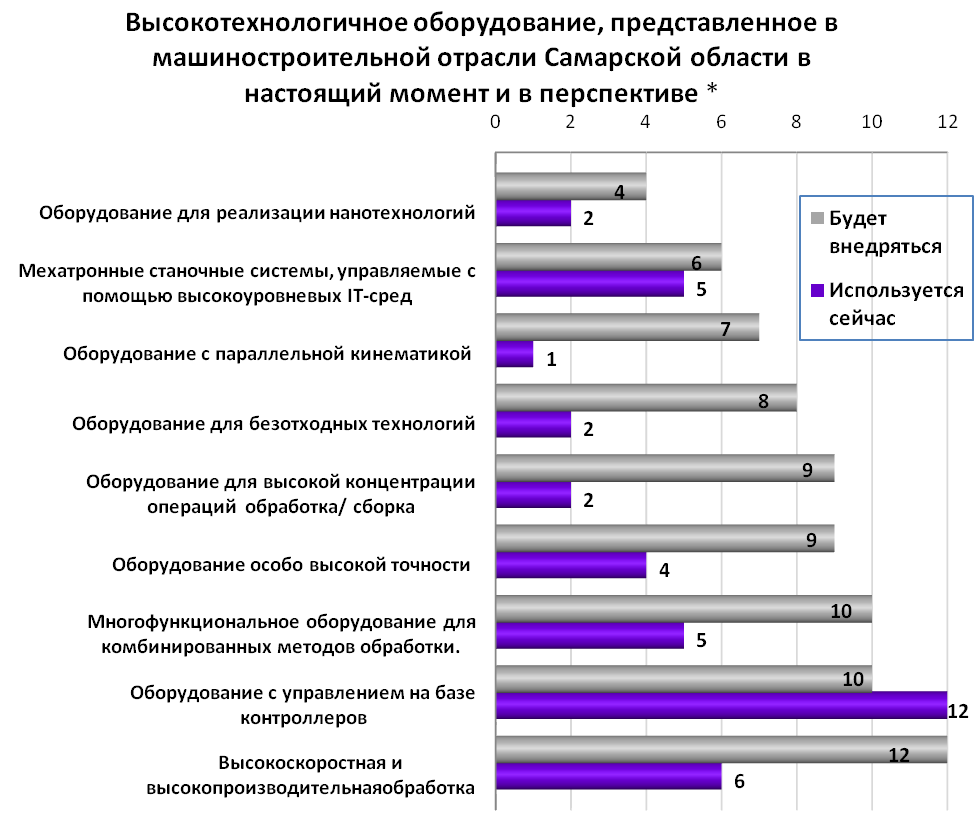 Высокотехнологичное оборудование, представленное в
машиностроительной отрасли Самарской области в
настоящий момент и в перспективе *
0 2 4 6 8 10 12
Оборудование для реализации нанотехнологий
4
2
Мехатронные станочные системы, управляемые с
помощью высокоуровневых IT-сред
6
5
Оборудование с параллельной кинематикой
7
1
Оборудование для безотходных технологий
8
2
Оборудование для высокой концентрации
операций обработка/ сборка
9
2
Оборудование особо высокой точности
9
4
Многофункциональное оборудование для
комбинированных методов обработки.
10
5
Оборудование с управлением на базе
контроллеров
10
12
Высокоскоростная и
высокопроизводительнаяобработка
12
6
Будет
внедряться
Используется
сейчас